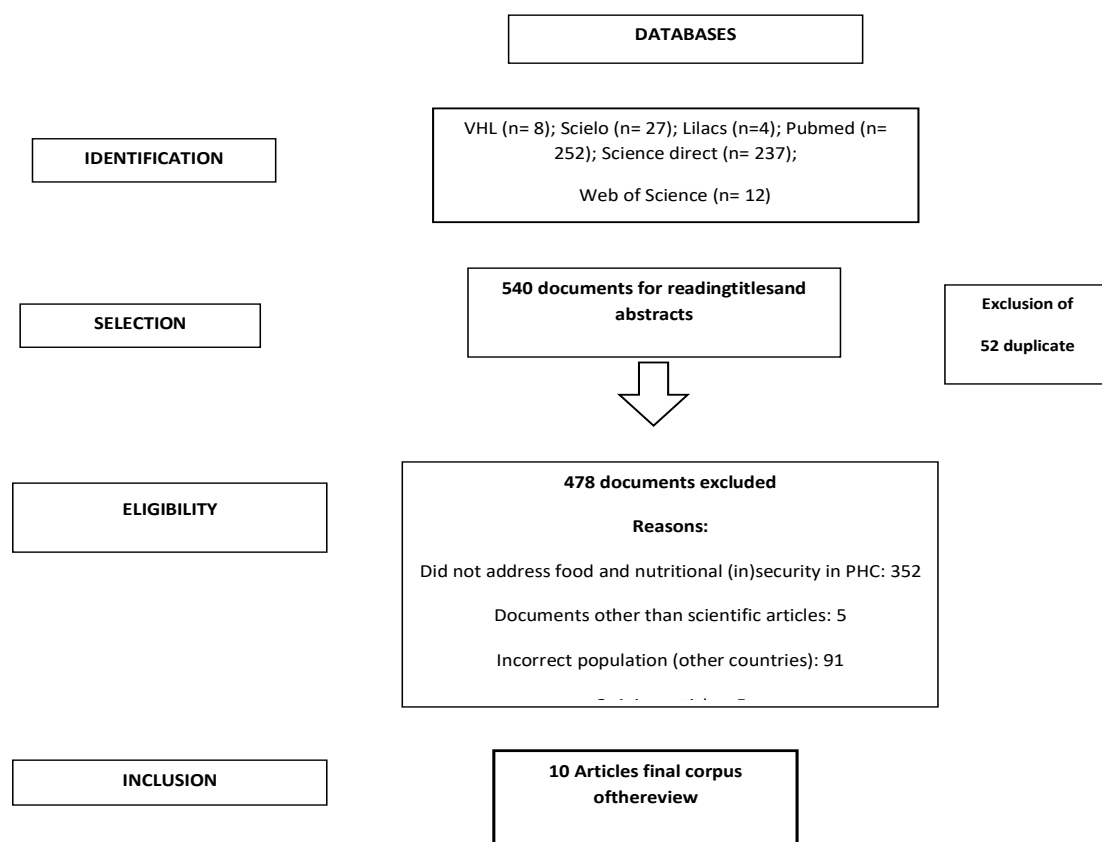 DATABASES
IDENTIFICATION
VHL (n= 8); Scielo (n= 27); Lilacs (n=4); Pubmed (n=
252); Science direct (n= 237);
Web of Science (n= 12)
SELECTION
540 documents for readingtitlesand
abstracts
Exclusion of
52 duplicate
ELIGIBILITY
478 documents excluded
Reasons:
Did not address food and nutritional (in)security in PHC: 352
Documents other than scientific articles: 5
Incorrect population (other countries): 91
INCLUSION
10 Articles final corpus
ofthereview